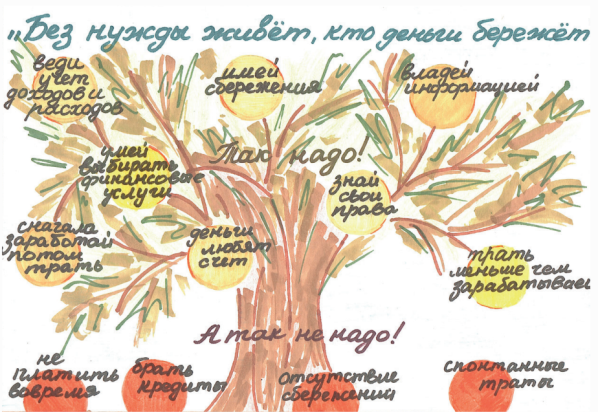 „Без нужды живёт, кто деньги бережёт
веди
учет
доходов и
расходов
имей
сбережения
владей
информацией
Так надо!
умей
выбирать
финансовые
услуги
знай
свои
права
сначала
заработай
потом
трать
деньги
любят
счет
трать
меньше чем
зарабатываеш
А так не надо!
не
платить
вовремя
брать
кредиты
отсутствие
сбережений
спонтанные
траты